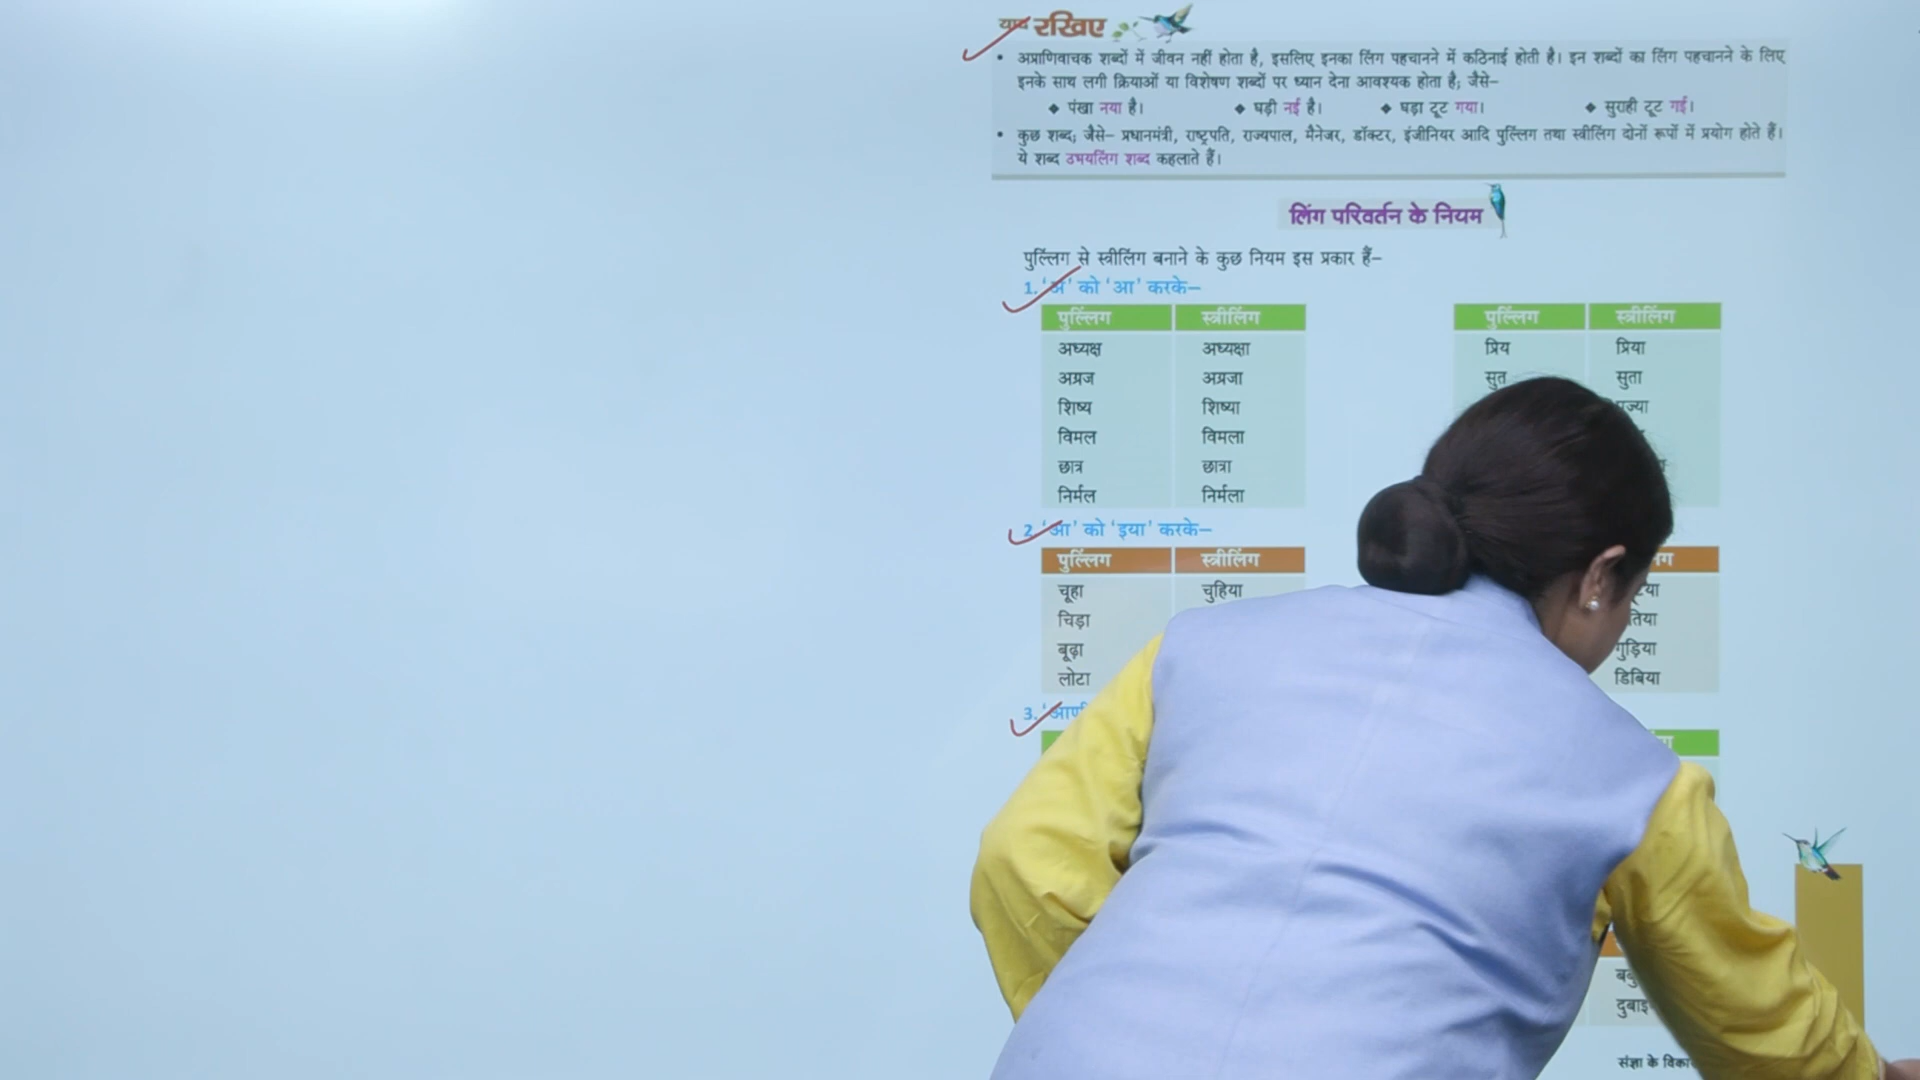 याद रखिए
• अप्राणिवाचक शब्दों में जीवन नहीं होता है, इसलिए इनका लिंग पहचानने में कठिनाई होती है। इन शब्दों का लिंग पहचानने के लिए
इनके साथ लगी क्रियाओं या विशेषण शब्दों पर ध्यान देना आवश्यक होता है; जैसे–
◆ पंखा नया है। ◆ घड़ी नई है। ◆ घड़ा टूट गया। ◆ सुराही टूट गई।
• कुछ शब्द; जैसे– प्रधानमंत्री, राष्ट्रपति, राज्यपाल, मैनेजर, डॉक्टर, इंजीनियर आदि पुल्लिंग तथा स्त्रीलिंग दोनों रूपों में प्रयोग होते हैं।
ये शब्द उभयलिंग शब्द कहलाते हैं।
लिंग परिवर्तन के नियम
पुल्लिंग से स्त्रीलिंग बनाने के कुछ नियम इस प्रकार हैं–
1. 'अ' को 'आ' करके–
पुल्लिंग स्त्रीलिंग पुल्लिंग स्त्रीलिंग
अध्यक्ष अध्यक्षा प्रिय प्रिया
अग्रज अग्रजा सुत सुता
शिष्य शिष्या
विमल विमला
छात्र छात्रा
निर्मल निर्मला
2. 'आ' को 'इया' करके–
पुल्लिंग स्त्रीलिंग
चूहा चुहिया
चिड़ा
बूढ़ा गुड़िया
लोटा डिबिया
3.
संज्ञा के